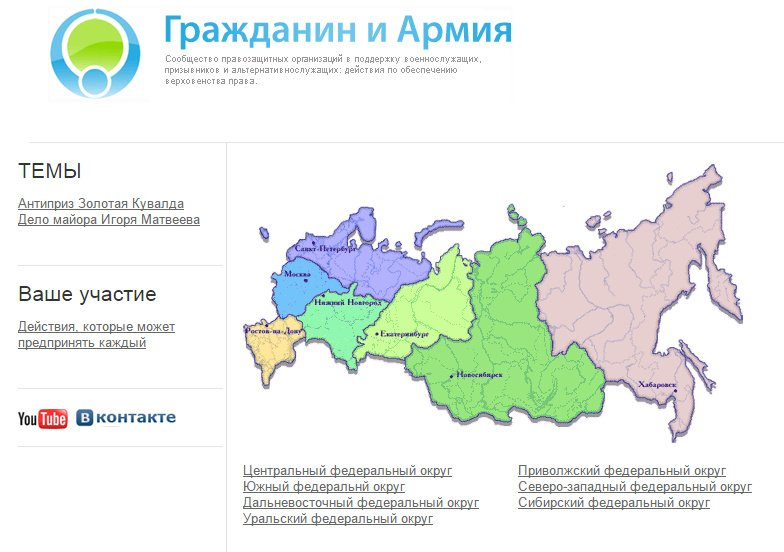 Гражданин и Армия
Сообщество правозащитных организаций в поддержку военнослужащих,
призывников и альтернативнослужащих: действия по обеспечению
верховенства права.
ТЕМЫ
Антиприз Золотая Кувалда
Дело майора Игоря Матвеева
Ваше участие
Действия, которые может
предпринять каждый
YouTube
В контакте
Санкт-Петербург
Москва
Нижний Новгород
Ростов-на-Дону
Екатеринбург
Новосибирск
Хабаровск
Центральный федеральный округ
Южный федеральнй округ
Дальневосточный федеральный округ
Уральский федеральный округ
Приволжский федеральный округ
Северо-западный федеральный округ
Сибирский федеральный округ